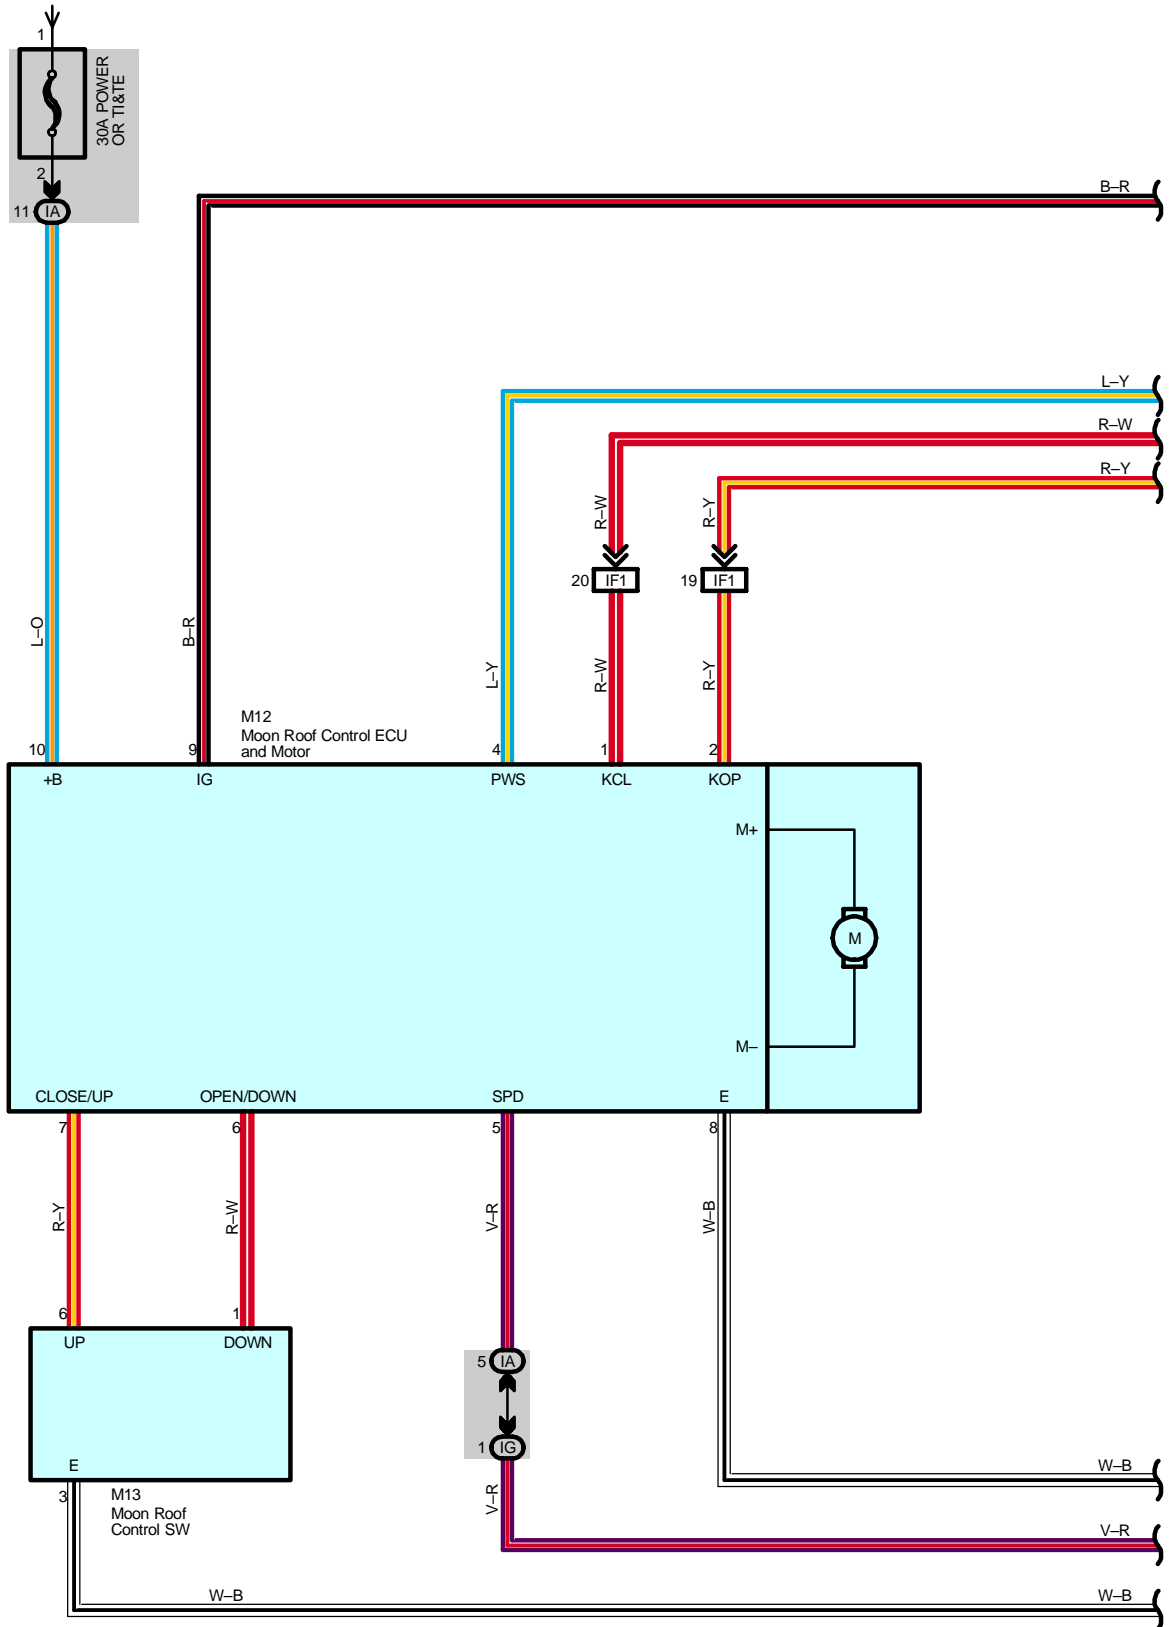 1
30A POWER
OR TI&TE
2
11 IA
B–R
L–Y
R–W
R–Y
R–W
R–Y
20 IF1
19 IF1
L–O
B–R
L–Y
R–W
R–Y
M12
Moon Roof Control ECU
and Motor
10
9
4
1
2
+B
IG
PWS
KCL
KOP
M+
M
M–
CLOSE/UP
OPEN/DOWN
SPD
E
7
6
5
8
R–Y
R–W
V–R
W–B
6
1
UP
DOWN
5 IA
1 IG
E
3
M13
Moon Roof
Control SW
V–R
W–B
V–R
W–B
W–B